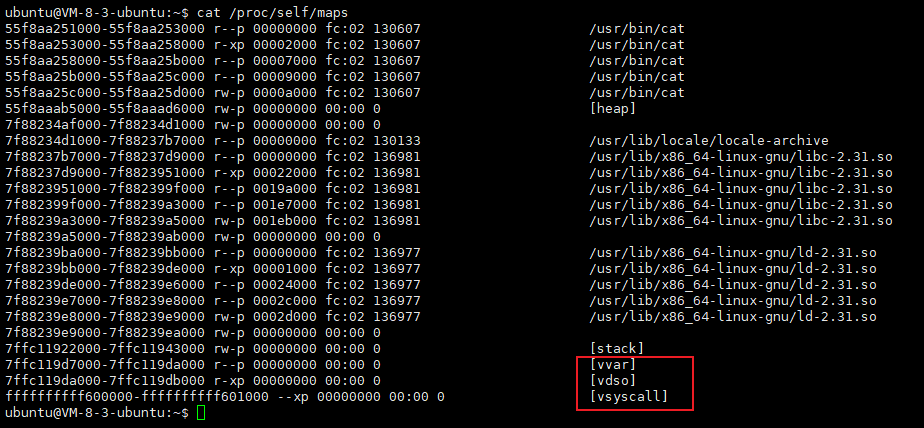 ubuntu@VM-8-3-ubuntu:~$ cat /proc/self/maps
55f8aa251000-55f8aa253000 r--p 00000000 fc:02 130607 /usr/bin/cat
55f8aa253000-55f8aa258000 r-xp 00002000 fc:02 130607 /usr/bin/cat
55f8aa258000-55f8aa25b000 r--p 00007000 fc:02 130607 /usr/bin/cat
55f8aa25b000-55f8aa25c000 r--p 00009000 fc:02 130607 /usr/bin/cat
55f8aa25c000-55f8aa25d000 rw-p 0000a000 fc:02 130607 /usr/bin/cat
55f8aaab5000-55f8aaad6000 rw-p 00000000 00:00 0 [heap]
7f88234af000-7f88234d1000 rw-p 00000000 00:00 0
7f88234d1000-7f88237b7000 r--p 00000000 fc:02 130133 /usr/lib/locale/locale-archive
7f88237b7000-7f88237d9000 r--p 00000000 fc:02 136981 /usr/lib/x86_64-linux-gnu/libc-2.31.so
7f88237d9000-7f8823951000 r-xp 00022000 fc:02 136981 /usr/lib/x86_64-linux-gnu/libc-2.31.so
7f8823951000-7f882399f000 r--p 0019a000 fc:02 136981 /usr/lib/x86_64-linux-gnu/libc-2.31.so
7f882399f000-7f88239a3000 r--p 001e7000 fc:02 136981 /usr/lib/x86_64-linux-gnu/libc-2.31.so
7f88239a3000-7f88239a5000 rw-p 001eb000 fc:02 136981 /usr/lib/x86_64-linux-gnu/libc-2.31.so
7f88239a5000-7f88239ab000 rw-p 00000000 00:00 0
7f88239ba000-7f88239bb000 r--p 00000000 fc:02 136977 /usr/lib/x86_64-linux-gnu/ld-2.31.so
7f88239bb000-7f88239de000 r-xp 00001000 fc:02 136977 /usr/lib/x86_64-linux-gnu/ld-2.31.so
7f88239de000-7f88239e6000 r--p 00024000 fc:02 136977 /usr/lib/x86_64-linux-gnu/ld-2.31.so
7f88239e7000-7f88239e8000 r--p 0002c000 fc:02 136977 /usr/lib/x86_64-linux-gnu/ld-2.31.so
7f88239e8000-7f88239e9000 rw-p 0002d000 fc:02 136977 /usr/lib/x86_64-linux-gnu/ld-2.31.so
7f88239e9000-7f88239ea000 rw-p 00000000 00:00 0
7ffc11922000-7ffc11943000 rw-p 00000000 00:00 0 [stack]
7ffc119d7000-7ffc119da000 r--p 00000000 00:00 0 [vvar]
7ffc119da000-7ffc119db000 r-xp 00000000 00:00 0 [vdso]
ffffffffff600000-ffffffffff601000 --xp 00000000 00:00 0 [vsyscall]
ubuntu@VM-8-3-ubuntu:~$